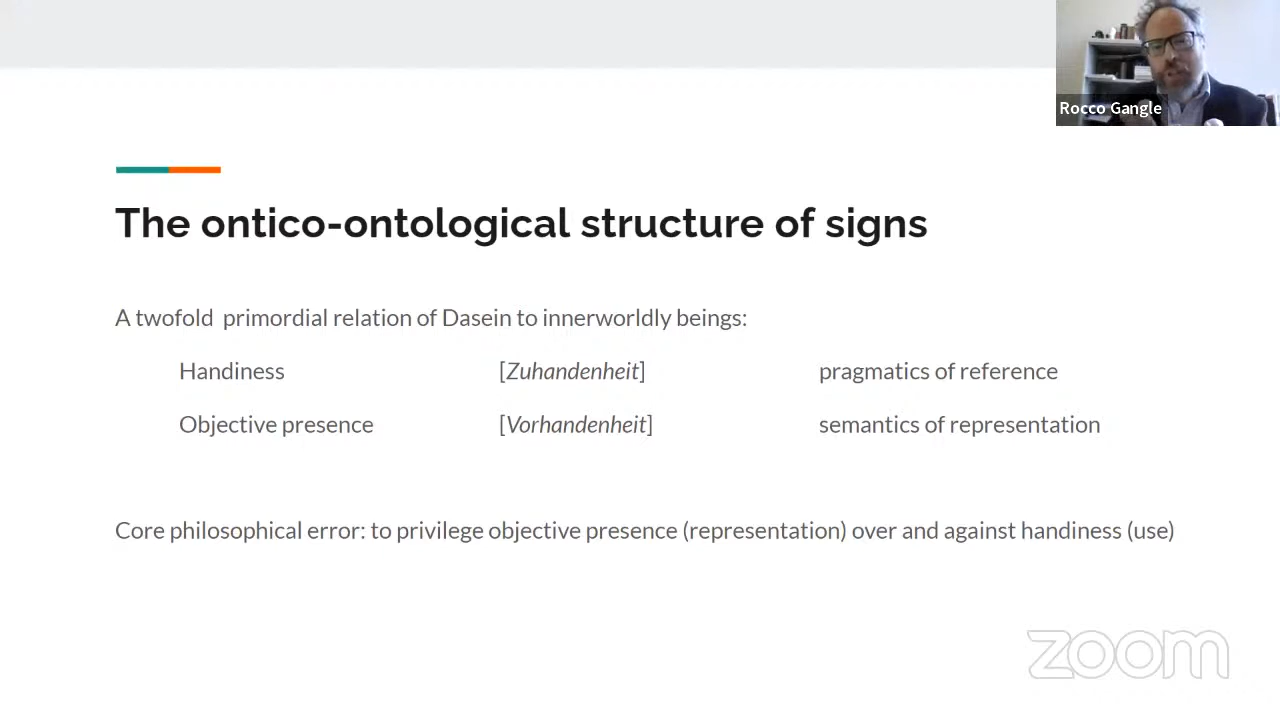 Rocco Gangle
The ontico-ontological structure of signs
A twofold primordial relation of Dasein to innerworldly beings:
Handiness [Zuhandenheit] pragmatics of reference
Objective presence [Vorhandenheit] semantics of representation
Core philosophical error: to privilege objective presence (representation) over and against handiness (use)
zoom